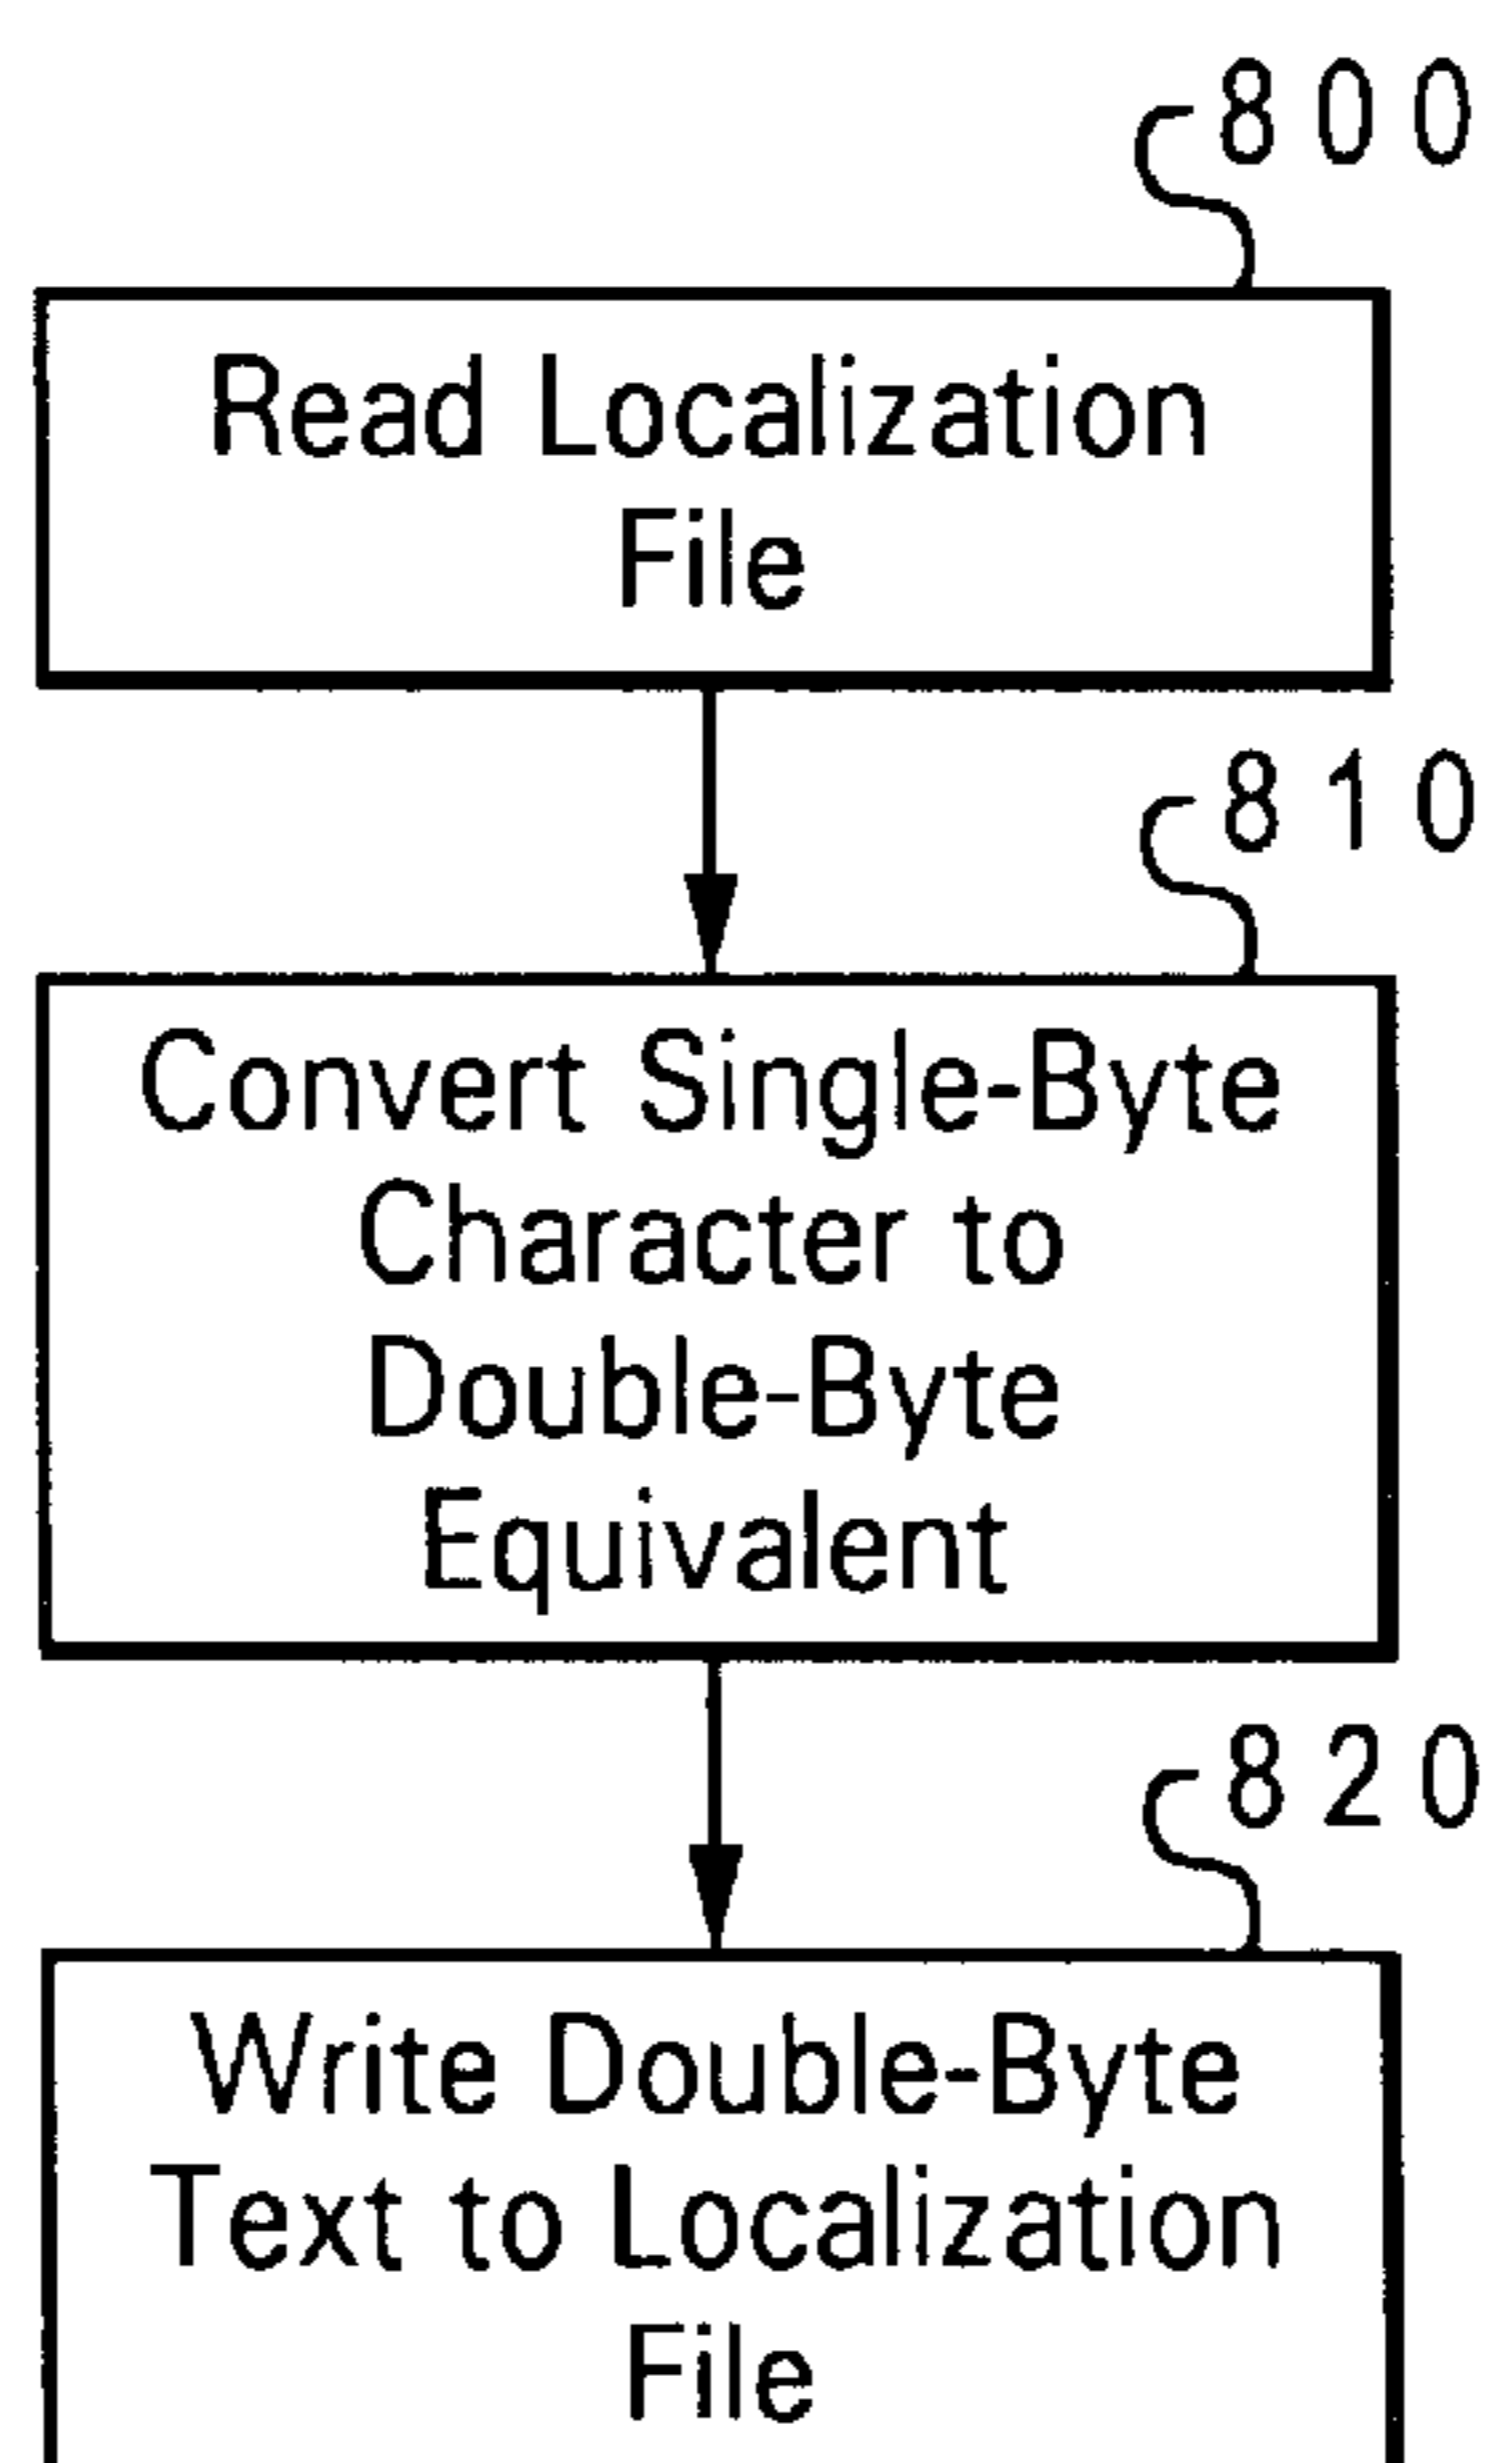 800
Read Localization
File
810
Convert Single-Byte
Character to
Double-Byte
Equivalent
820
Write Double-Byte
Text to Localization
File